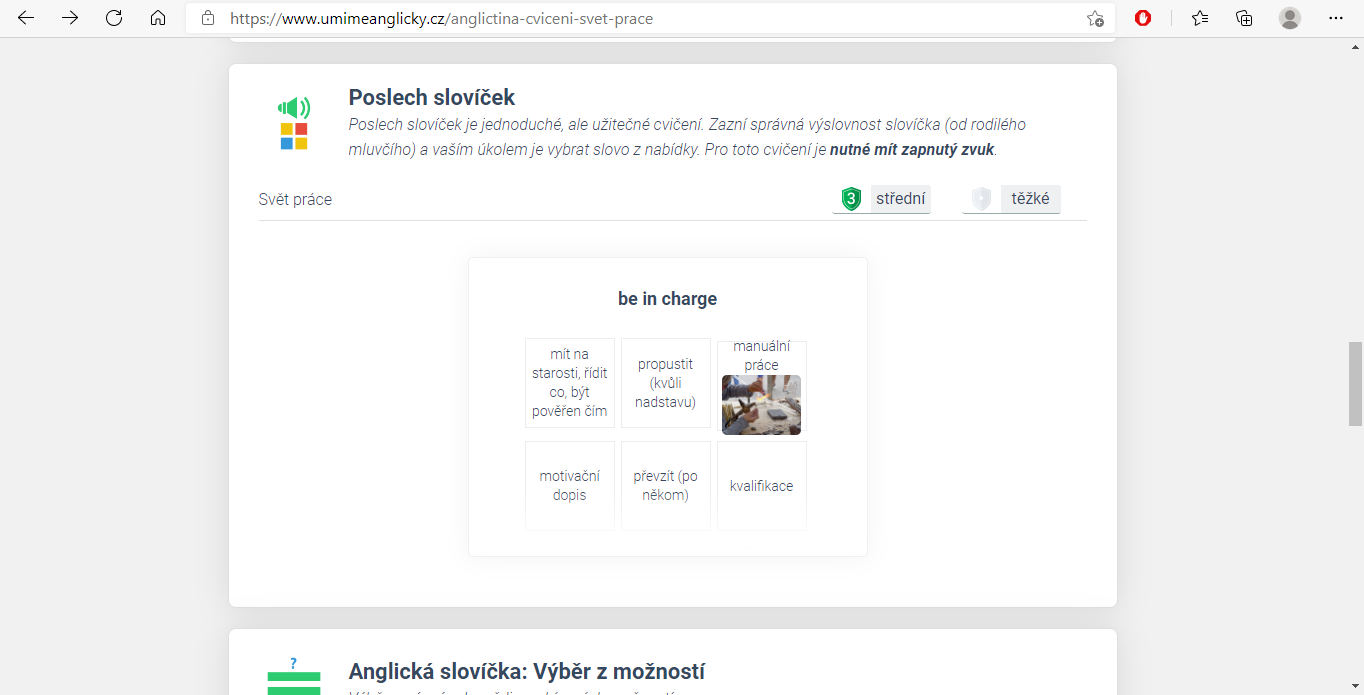 https://www.umimeanglicky.cz/anglictina-cviceni-svet-prace
Poslech slovíček
Poslech slovíček je jednoduché, ale užitečné cvičení. Zazní správná výslovnost slovíčka (od rodilého
mluvčího) a vaším úkolem je vybrat slovo z nabídky. Pro toto cvičení je nutné mít zapnutý zvuk.
Svět práce
3 střední
těžké
be in charge
mít na
starosti, řídit
co, být
pověřen čím
propustit
(kvůli
nadstavu)
manuální
práce
motivační
dopis
převzít (po
někom)
kvalifikace
?
Anglická slovíčka: Výběr z možností